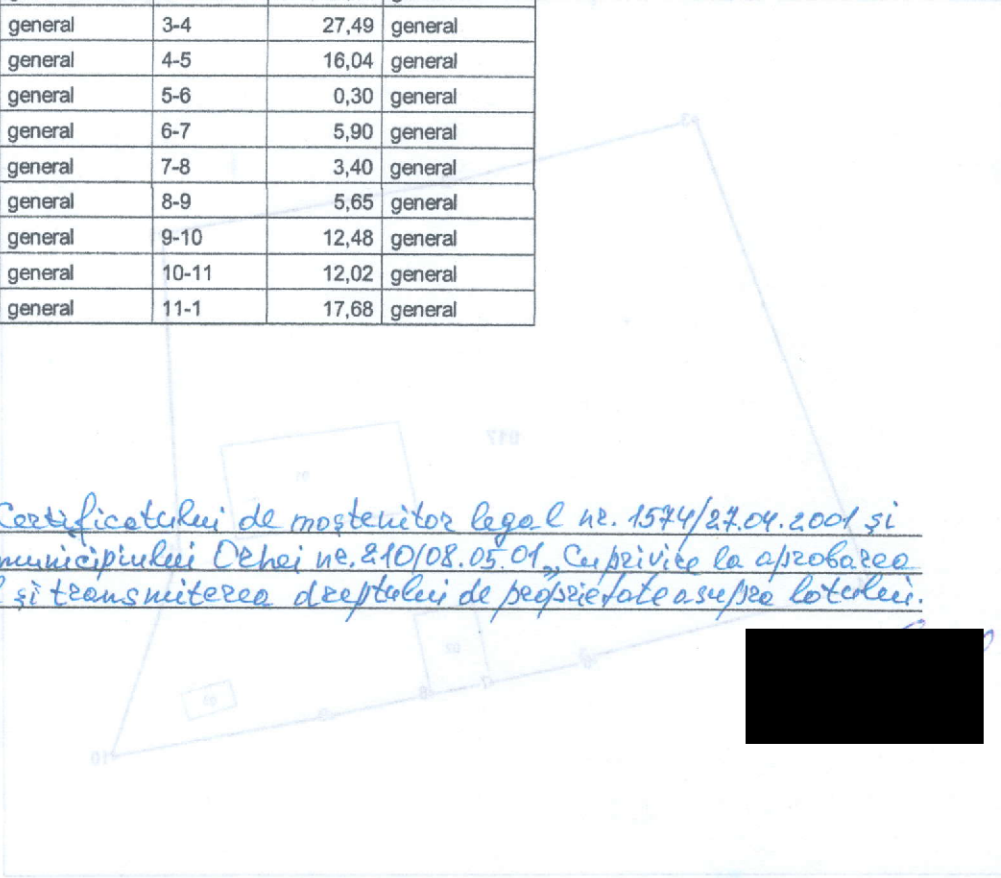 general 3-4 27,49 general
general 4-5 16,04 general
general 5-6 0,30 general
general 6-7 5,90 general
general 7-8 3,40 general
general 8-9 5,65 general
general 9-10 12,48 general
general 10-11 12,02 general
general 11-1 17,68 general
Certificatului de moștenitor legal nr. 1574/27.04.2001 și
municipiului Orhei nr. 210/08.05.01 „Cu privire la aprobarea
și transmiterea dreptului de proprietate asupra lotului.